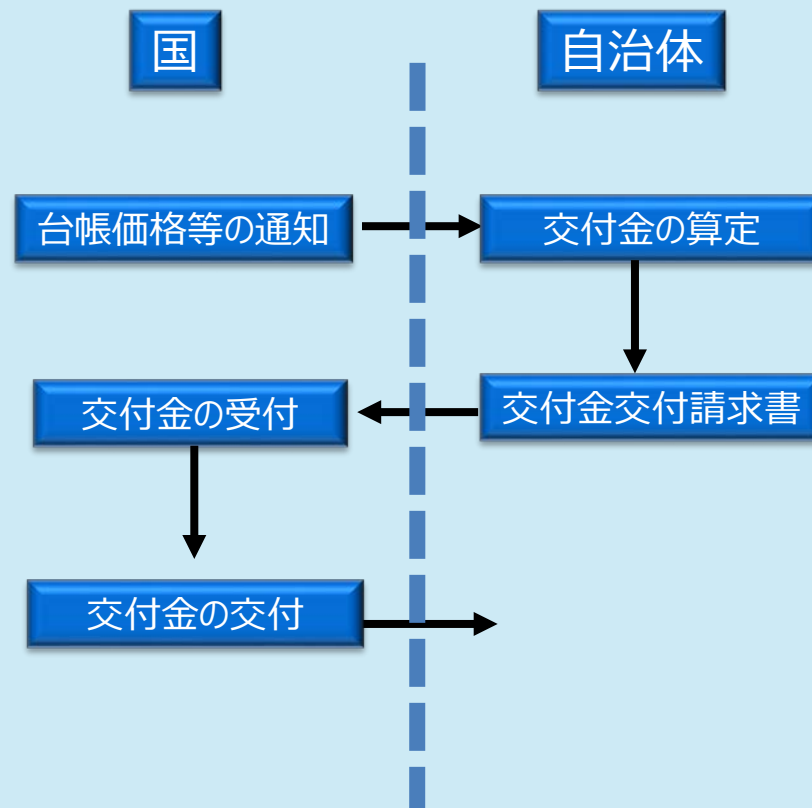 国
自治体
台帳価格等の通知
交付金の算定
交付金の受付
交付金交付請求書
交付金の交付